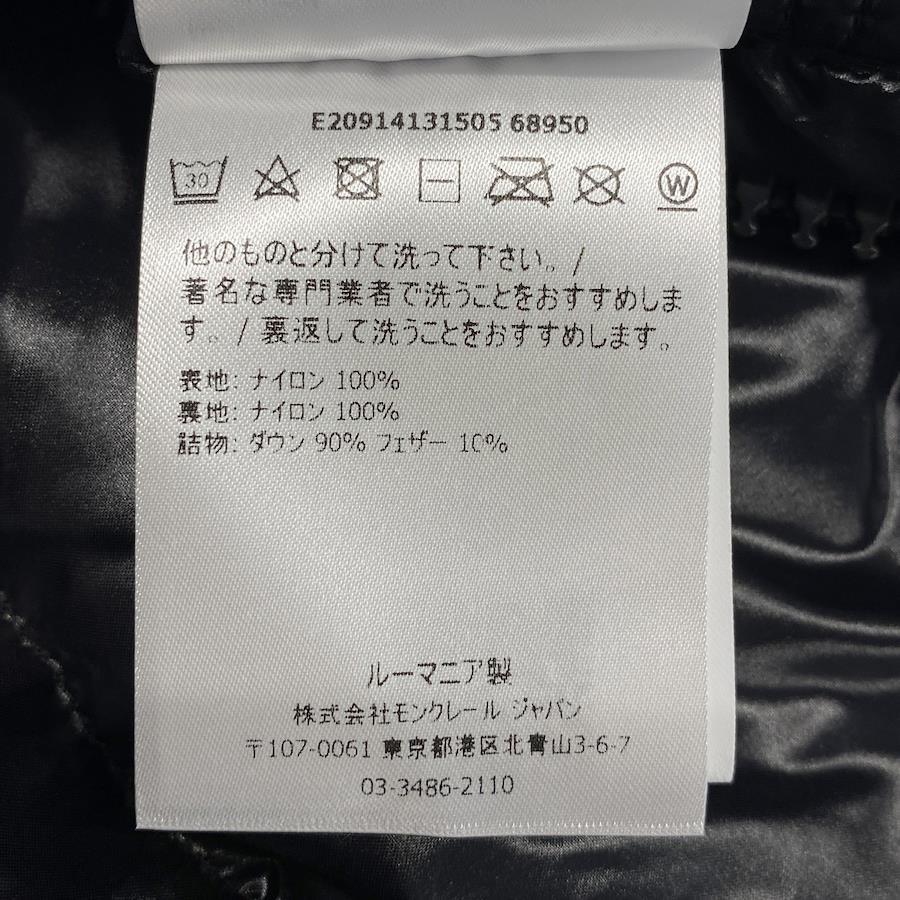 E20914131505 68950
30 W
他のものと分けて洗って下さい。/
著名な専門業者で洗うことをおすすめしま
す。/ 裏返して洗うことをおすすめします。
表地: ナイロン 100%
裏地: ナイロン 100%
詰物: ダウン 90% フェザー 10%
ルーマニア製
株式会社モンクレール ジャパン
〒107-0061 東京都港区北青山3-6-7
03-3486-2110